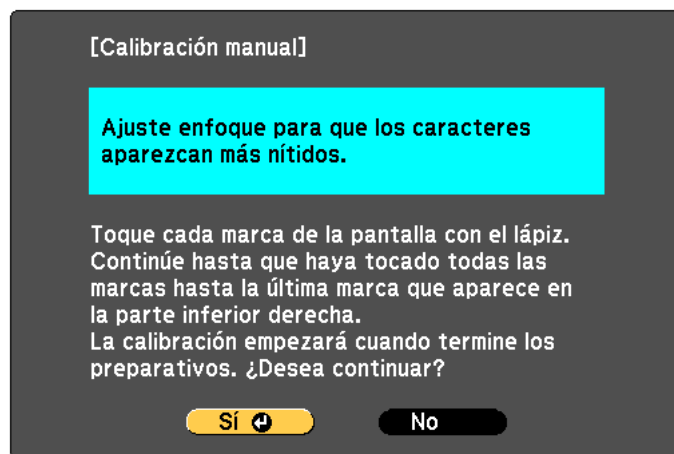 [Calibración manual]
Ajuste enfoque para que los caracteres
aparezcan más nítidos.
Toque cada marca de la pantalla con el lápiz.
Continúe hasta que haya tocado todas las
marcas hasta la última marca que aparece en
la parte inferior derecha.
La calibración empezará cuando termine los
preparativos. ¿Desea continuar?
Sí No